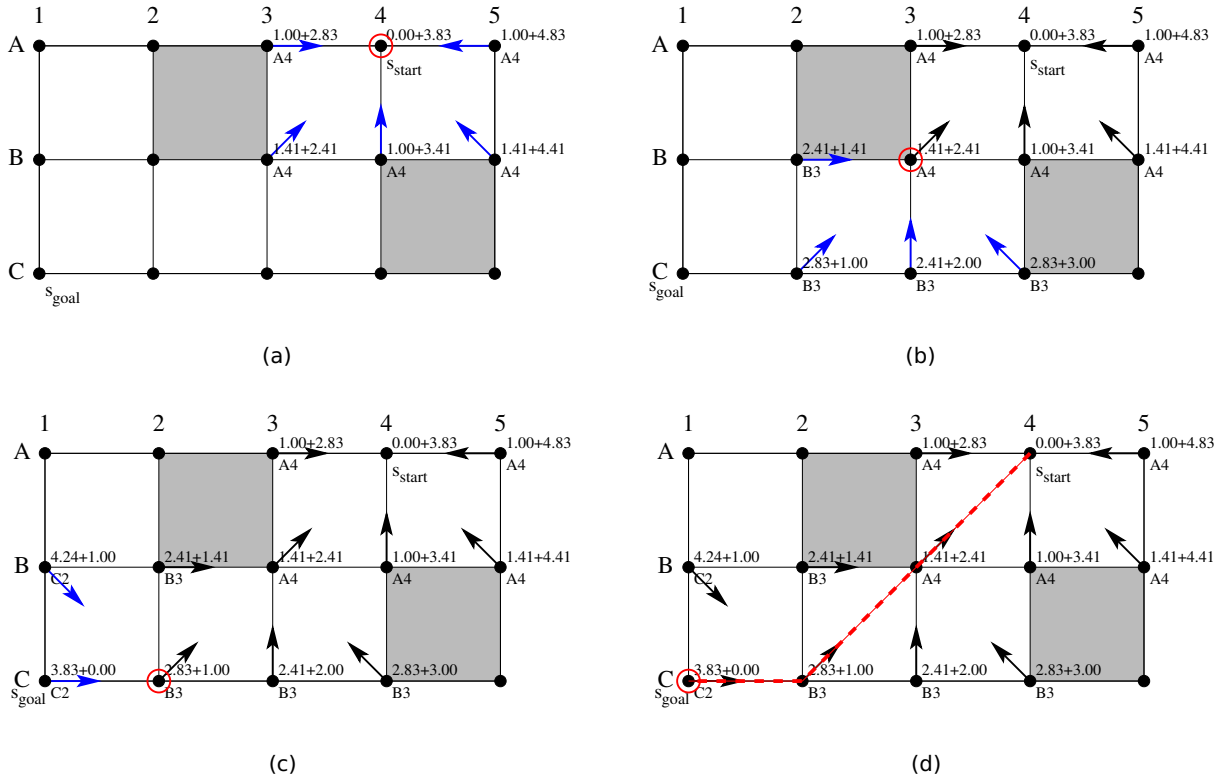 1 2 3 4 5
1.00+2.83 0.00+3.83 1.00+4.83
A
A4 s_start A4
1.41+2.41 1.00+3.41 1.41+4.41
B
A4 A4 A4
C
s_goal
(a)
1 2 3 4 5
1.00+2.83 0.00+3.83 1.00+4.83
A
A4 s_start A4
2.41+1.41 1.41+2.41 1.00+3.41 1.41+4.41
B
B3 A4 A4 A4
2.83+1.00 2.41+2.00 2.83+3.00
C
s_goal B3 B3 B3
(b)
1 2 3 4 5
1.00+2.83 0.00+3.83 1.00+4.83
A
A4 s_start A4
4.24+1.00 2.41+1.41 1.41+2.41 1.00+3.41 1.41+4.41
B
C2 B3 A4 A4 A4
3.83+0.00 2.83+1.00 2.41+2.00 2.83+3.00
C
s_goal C2 B3 B3 B3
(c)
1 2 3 4 5
1.00+2.83 0.00+3.83 1.00+4.83
A
A4 s_start A4
4.24+1.00 2.41+1.41 1.41+2.41 1.00+3.41 1.41+4.41
B
C2 B3 A4 A4 A4
3.83+0.00 2.83+1.00 2.41+2.00 2.83+3.00
C
s_goal C2 B3 B3 B3
(d)